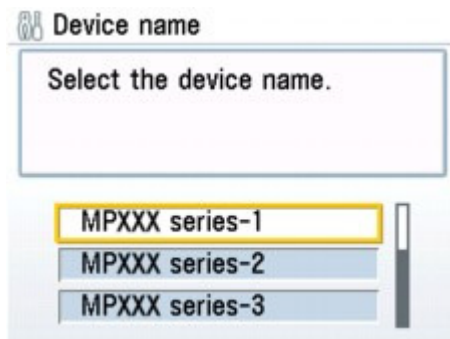 Device name
Select the device name.
MPXXX series-1
MPXXX series-2
MPXXX series-3